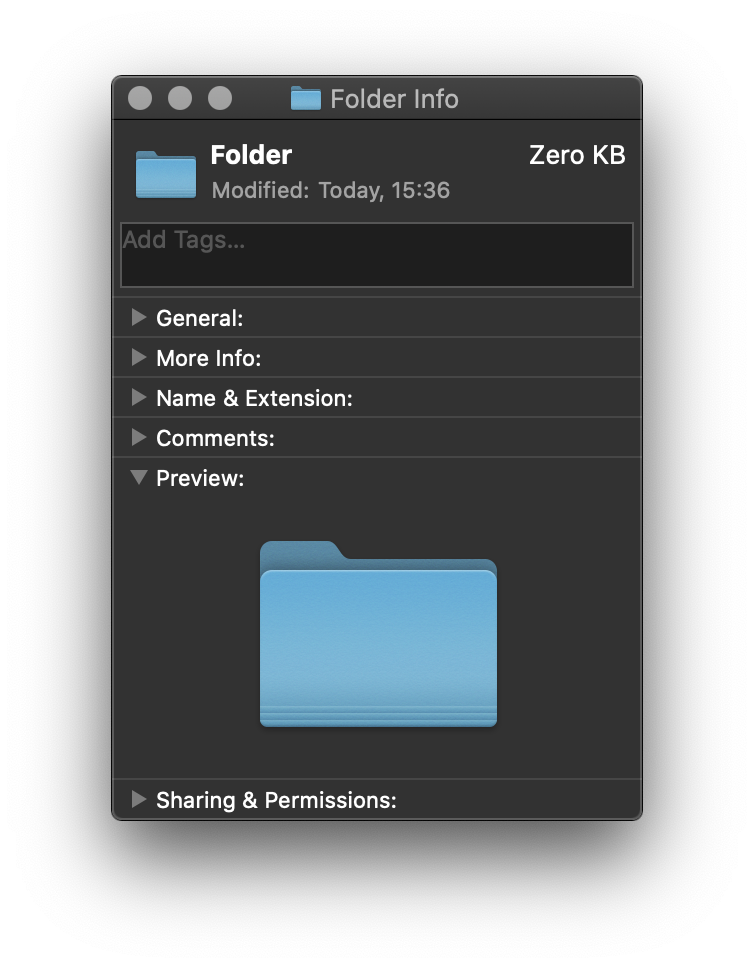 Folder Info
Folder
Zero KB
Modified: Today, 15:36
Add Tags...
General:
More Info:
Name & Extension:
Comments:
Preview:
Sharing & Permissions: